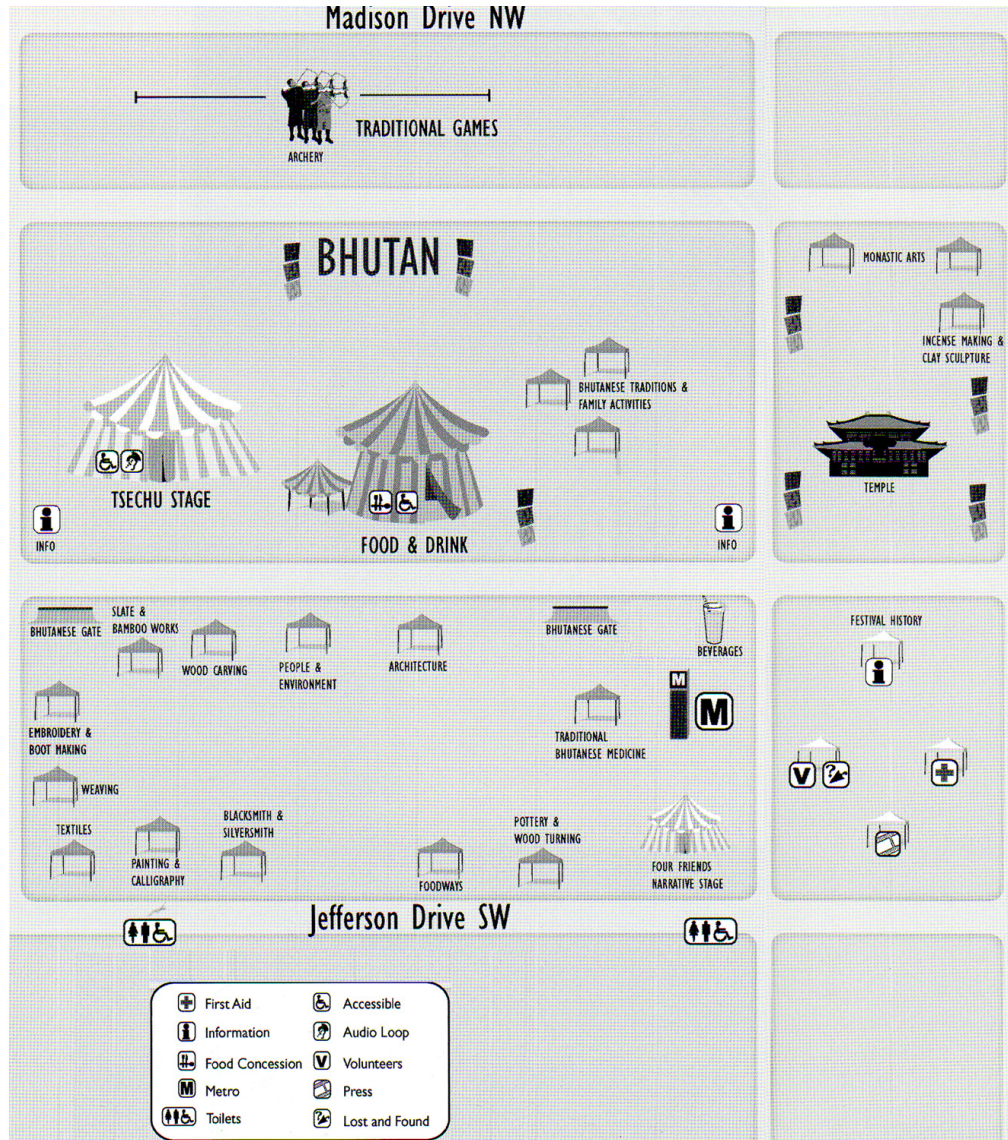 Madison Drive NW
TRADITIONAL GAMES
ARCHERY
BHUTAN
MONASTIC ARTS
INCENSE MAKING &
CLAY SCULPTURE
BHUTANESE TRADITIONS &
FAMILY ACTIVITIES
TSECHU STAGE
TEMPLE
INFO
FOOD & DRINK
INFO
BHUTANESE GATE
SLATE &
BAMBOO WORKS
WOOD CARVING
PEOPLE &
ENVIRONMENT
ARCHITECTURE
BHUTANESE GATE
BEVERAGES
FESTIVAL HISTORY
M
M
EMBROIDERY &
BOOT MAKING
TRADITIONAL
BHUTANESE MEDICINE
V
?
WEAVING
TEXTILES
PAINTING &
CALLIGRAPHY
BLACKSMITH &
SILVERSMITH
FOODWAYS
POTTERY &
WOOD TURNING
FOUR FRIENDS
NARRATIVE STAGE
Jefferson Drive SW
First Aid
Information
Food Concession
M Metro
Toilets
Accessible
Audio Loop
V Volunteers
Press
? Lost and Found